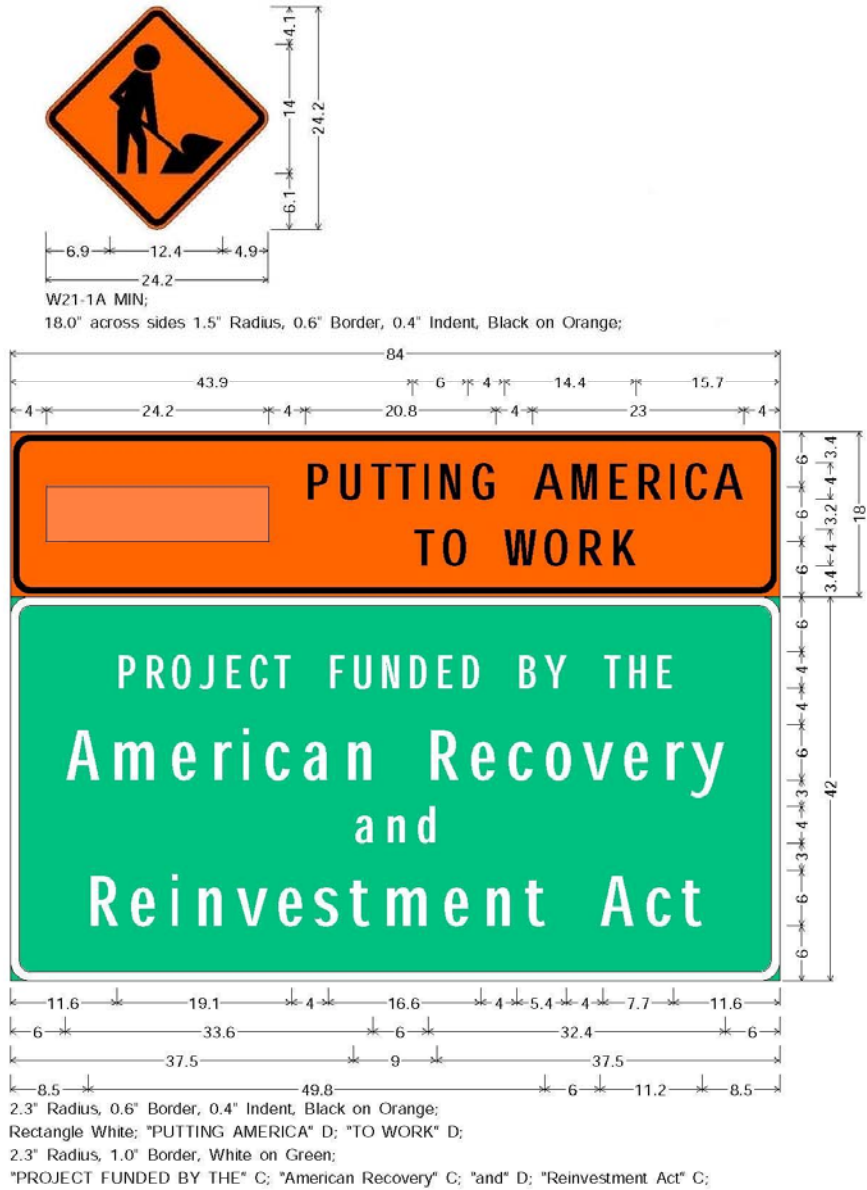 4.1
14
24.2
6.1
6.9 12.4 4.9
24.2
W21-1A MIN;
18.0" across sides 1.5" Radius, 0.6" Border, 0.4" Indent, Black on Orange;
84
43.9 6 4 14.4 15.7
4 24.2 4 20.8 4 23 4
PUTTING AMERICA
TO WORK
6 6 6
3.4 4 3.2 4 3.4
18
PROJECT FUNDED BY THE
American Recovery
and
Reinvestment Act
6 4 4 6 3 4 3 6 6
42
11.6 19.1 4 16.6 4 5.4 4 7.7 11.6
6 33.6 6 32.4 6
37.5 9 37.5
8.5 49.8 6 11.2 8.5
2.3" Radius, 0.6" Border, 0.4" Indent, Black on Orange;
Rectangle White; "PUTTING AMERICA" D; "TO WORK" D;
2.3" Radius, 1.0" Border, White on Green;
"PROJECT FUNDED BY THE" C; "American Recovery" C; "and" D; "Reinvestment Act" C;